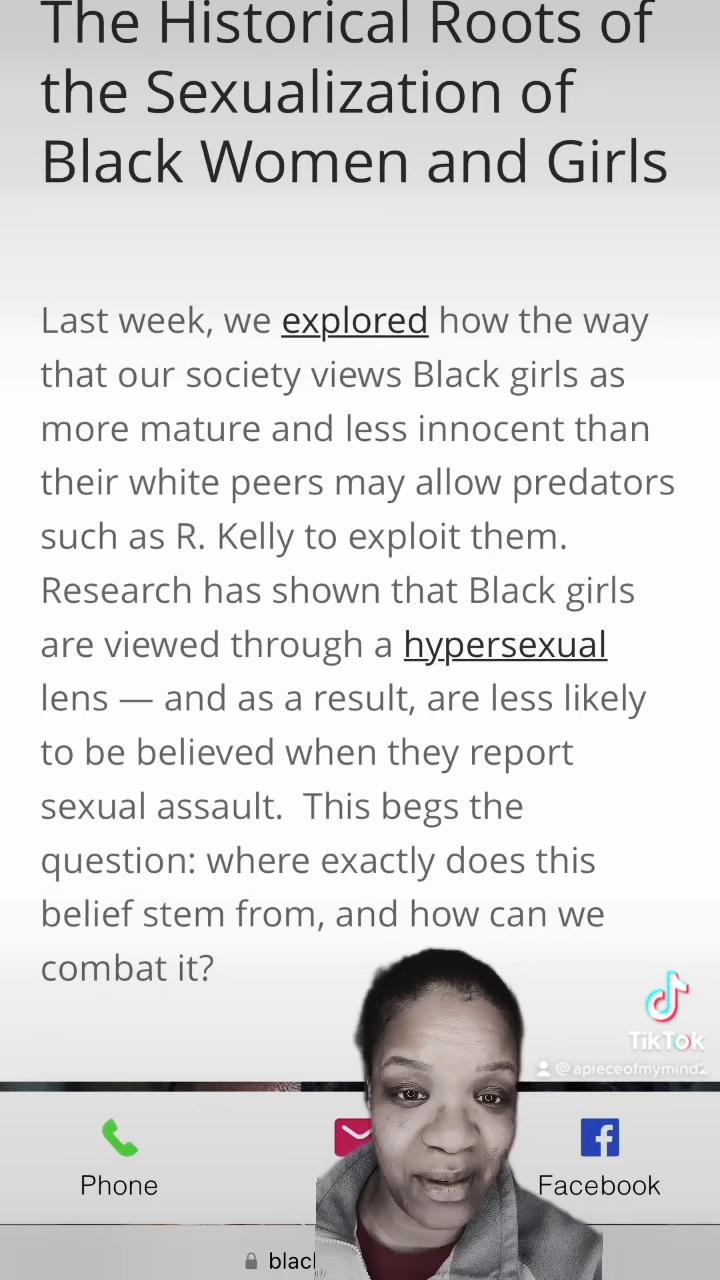 The Historical Roots of
the Sexualization of
Black Women and Girls
Last week, we explored how the way
that our society views Black girls as
more mature and less innocent than
their white peers may allow predators
such as R. Kelly to exploit them.
Research has shown that Black girls
are viewed through a hypersexual
lens — and as a result, are less likely
to be believed when they report
sexual assault.  This begs the
question: where exactly does this
belief stem from, and how can we
combat it?
TikTok
@apieceofmymind2
Phone
Facebook
blac